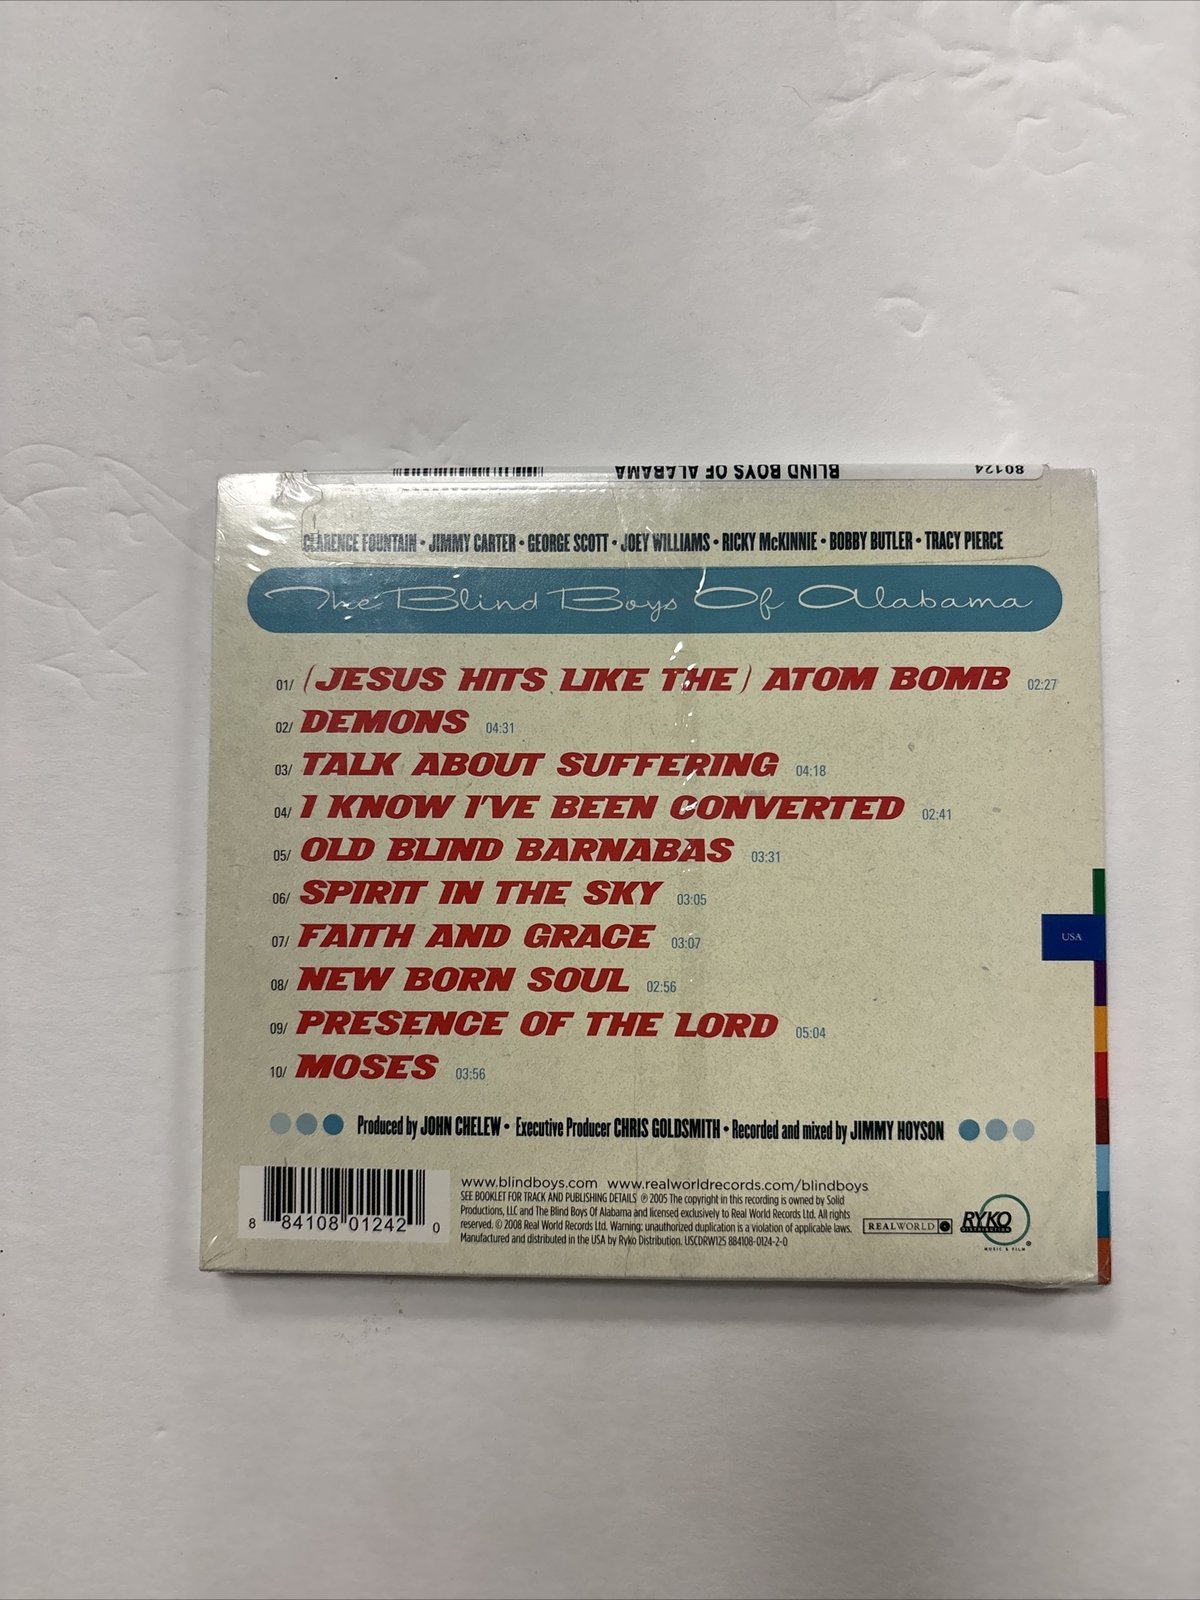 BLIND BOYS OF ALABAMA
80124
CLARENCE FOUNTAIN • JIMMY CARTER • GEORGE SCOTT • JOEY WILLIAMS • RICKY McKINNIE • BOBBY BUTLER • TRACY PIERCE
The Blind Boys Of Alabama
01/ (JESUS HITS LIKE THE) ATOM BOMB 02:27
02/ DEMONS 04:31
03/ TALK ABOUT SUFFERING 04:18
04/ I KNOW I'VE BEEN CONVERTED 02:41
05/ OLD BLIND BARNABAS 03:31
06/ SPIRIT IN THE SKY 03:05
07/ FAITH AND GRACE 03:07
USA
08/ NEW BORN SOUL 02:56
09/ PRESENCE OF THE LORD 05:04
10/ MOSES 03:56
Produced by JOHN CHELEW • Executive Producer CHRIS GOLDSMITH • Recorded and mixed by JIMMY HOYSON
www.blindboys.com www.realworldrecords.com/blindboys
SEE BOOKLET FOR TRACK AND PUBLISHING DETAILS ℗ 2005 The copyright in this recording is owned by Solid
Productions, LLC and The Blind Boys Of Alabama and licensed exclusively to Real World Records Ltd. All rights
reserved. © 2008 Real World Records Ltd. Warning: unauthorized duplication is a violation of applicable laws.
Manufactured and distributed in the USA by Ryko Distribution. USCDRW125 884108-0124-2-0
8 84108 01242 0
REALWORLD
RYKO
DISTRIBUTION
MUSIC & FILM